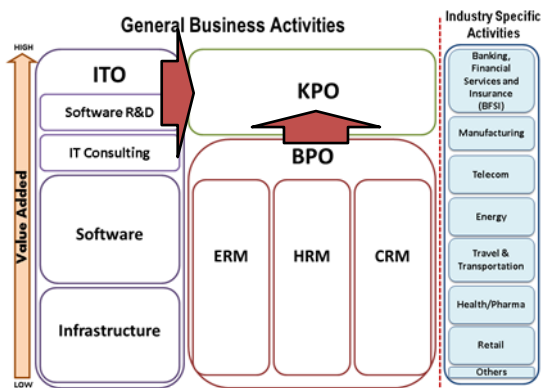 General Business Activities
Industry Specific
Activities
HIGH
Value Added
LOW
ITO
Software R&D
IT Consulting
Software
Infrastructure
KPO
BPO
ERM
HRM
CRM
Banking,
Financial
Services and
Insurance
(BFSI)
Manufacturing
Telecom
Energy
Travel &
Transportation
Health/Pharma
Retail
Others